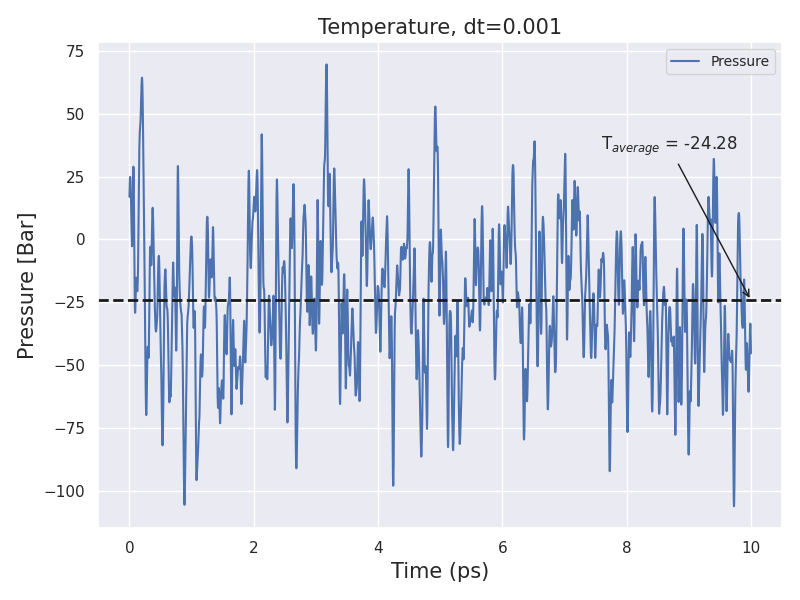 Temperature, dt=0.001
Pressure
T_average = -24.28
Pressure [Bar]
75
50
25
0
−25
−50
−75
−100
0 2 4 6 8 10
Time (ps)